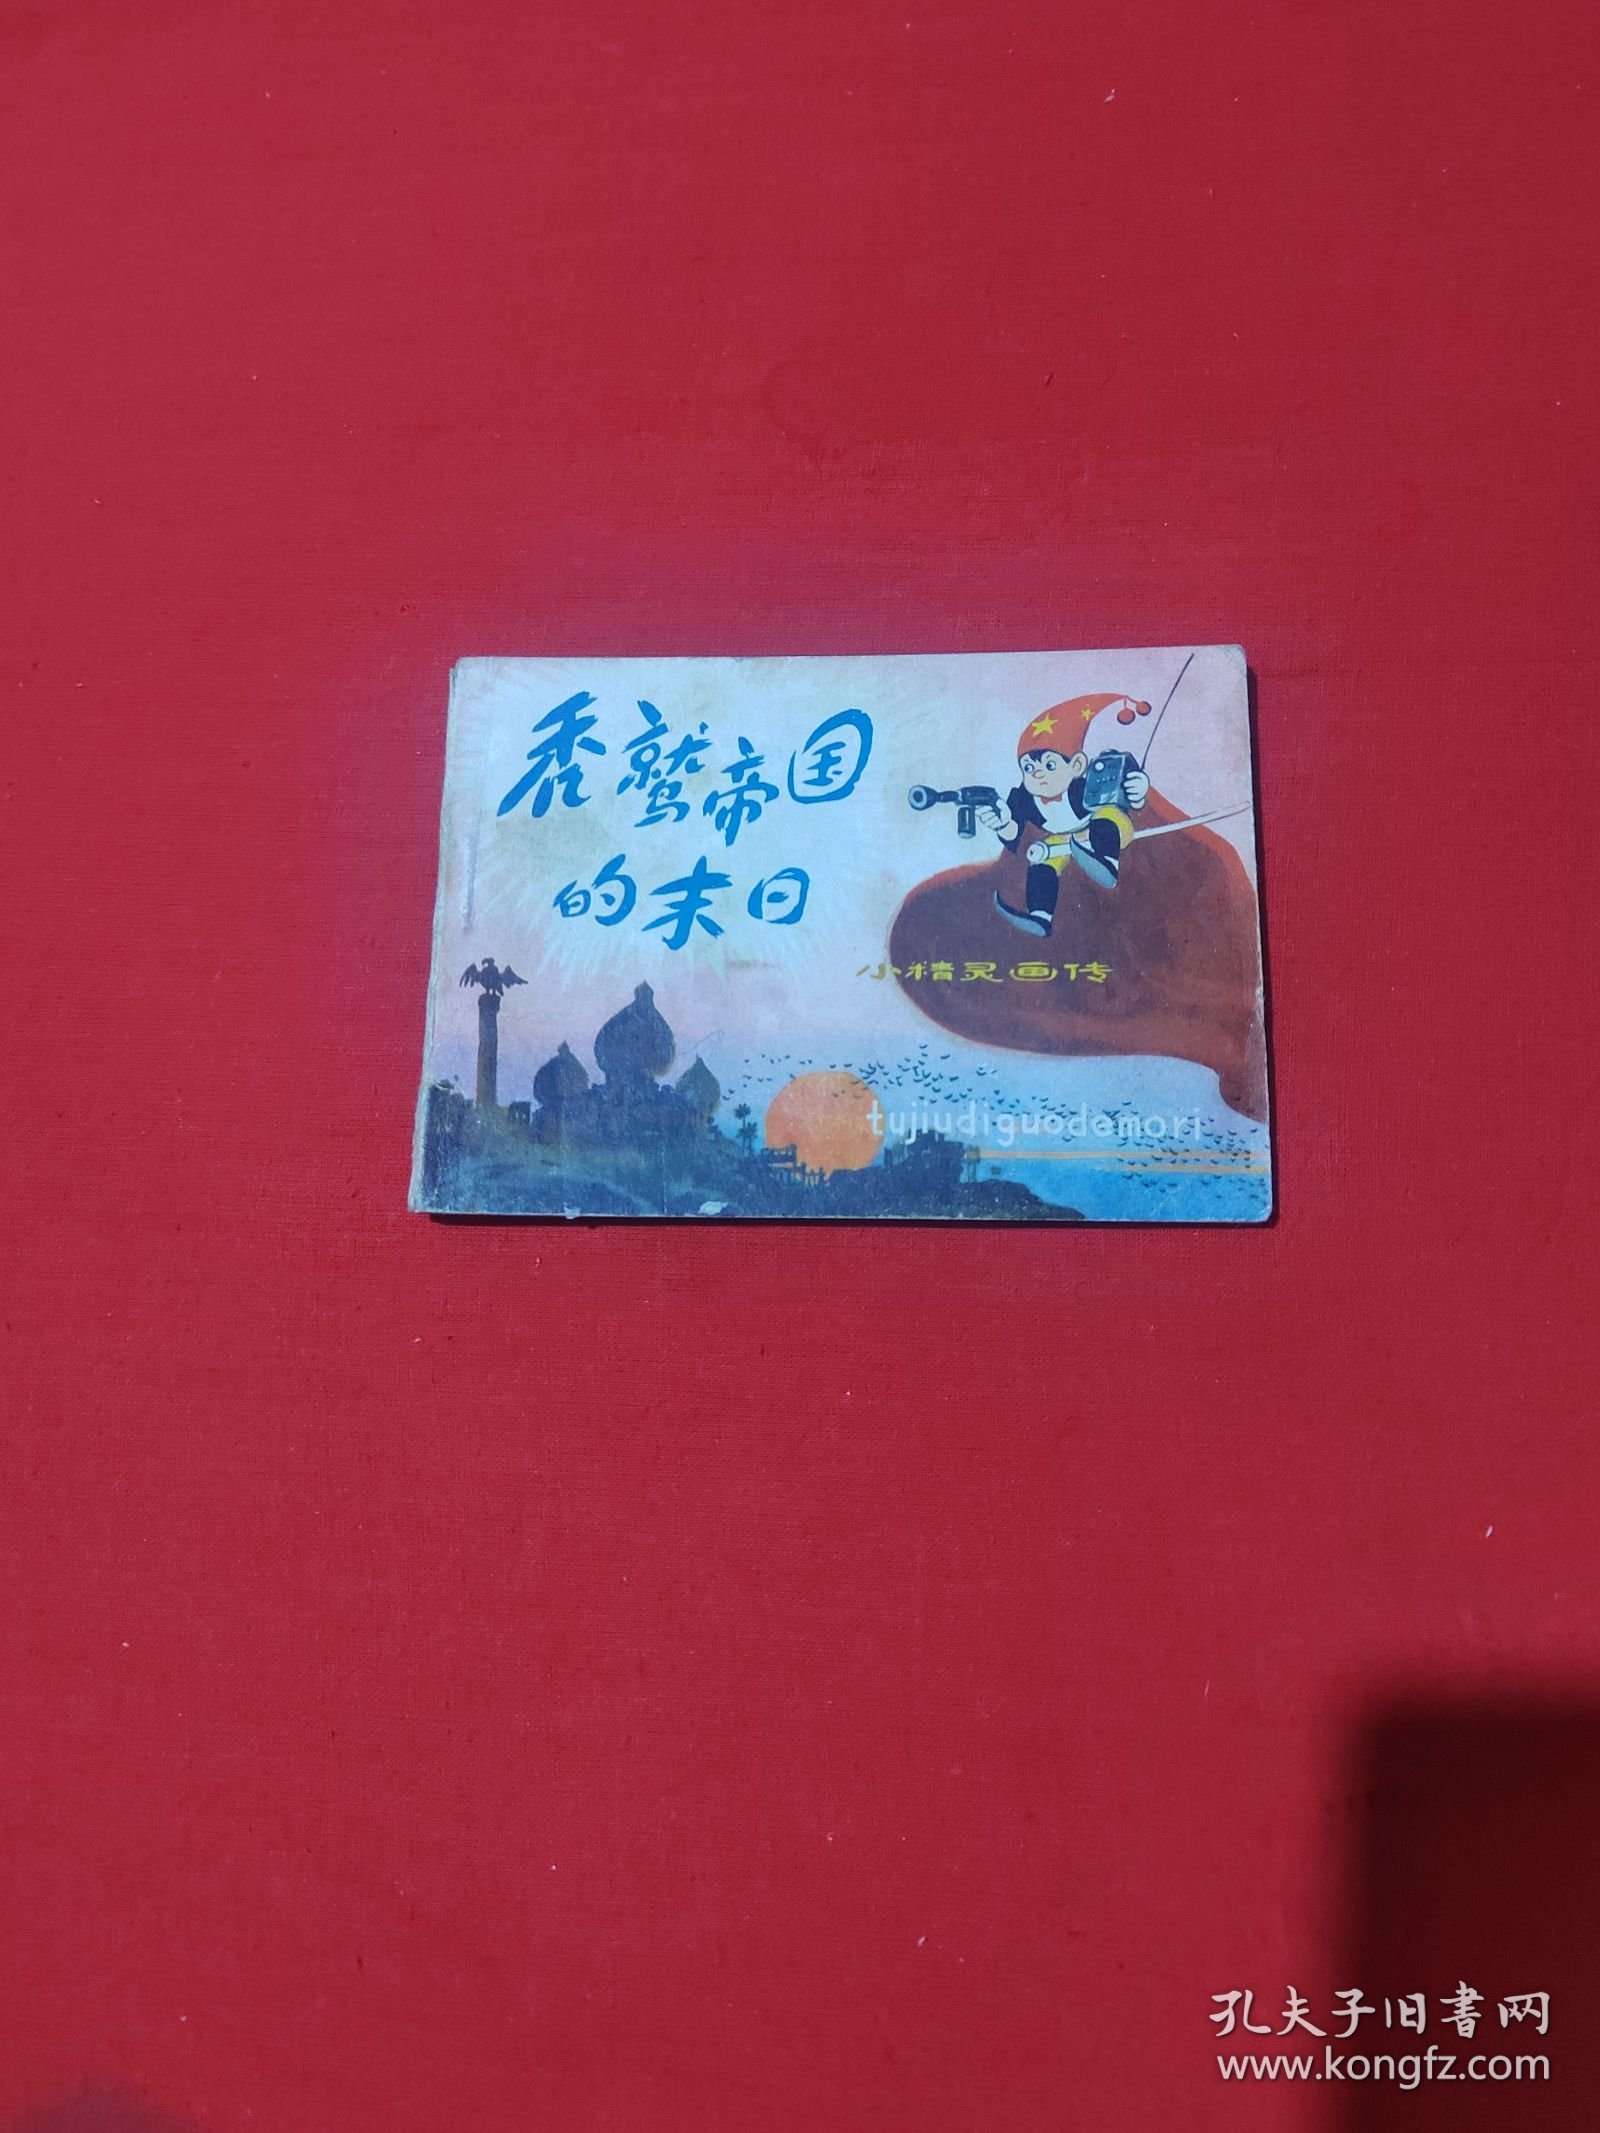 秃鹫帝国
的末日
小精灵画传
tujiudiguodemori
孔夫子旧书网
www.kongfz.com